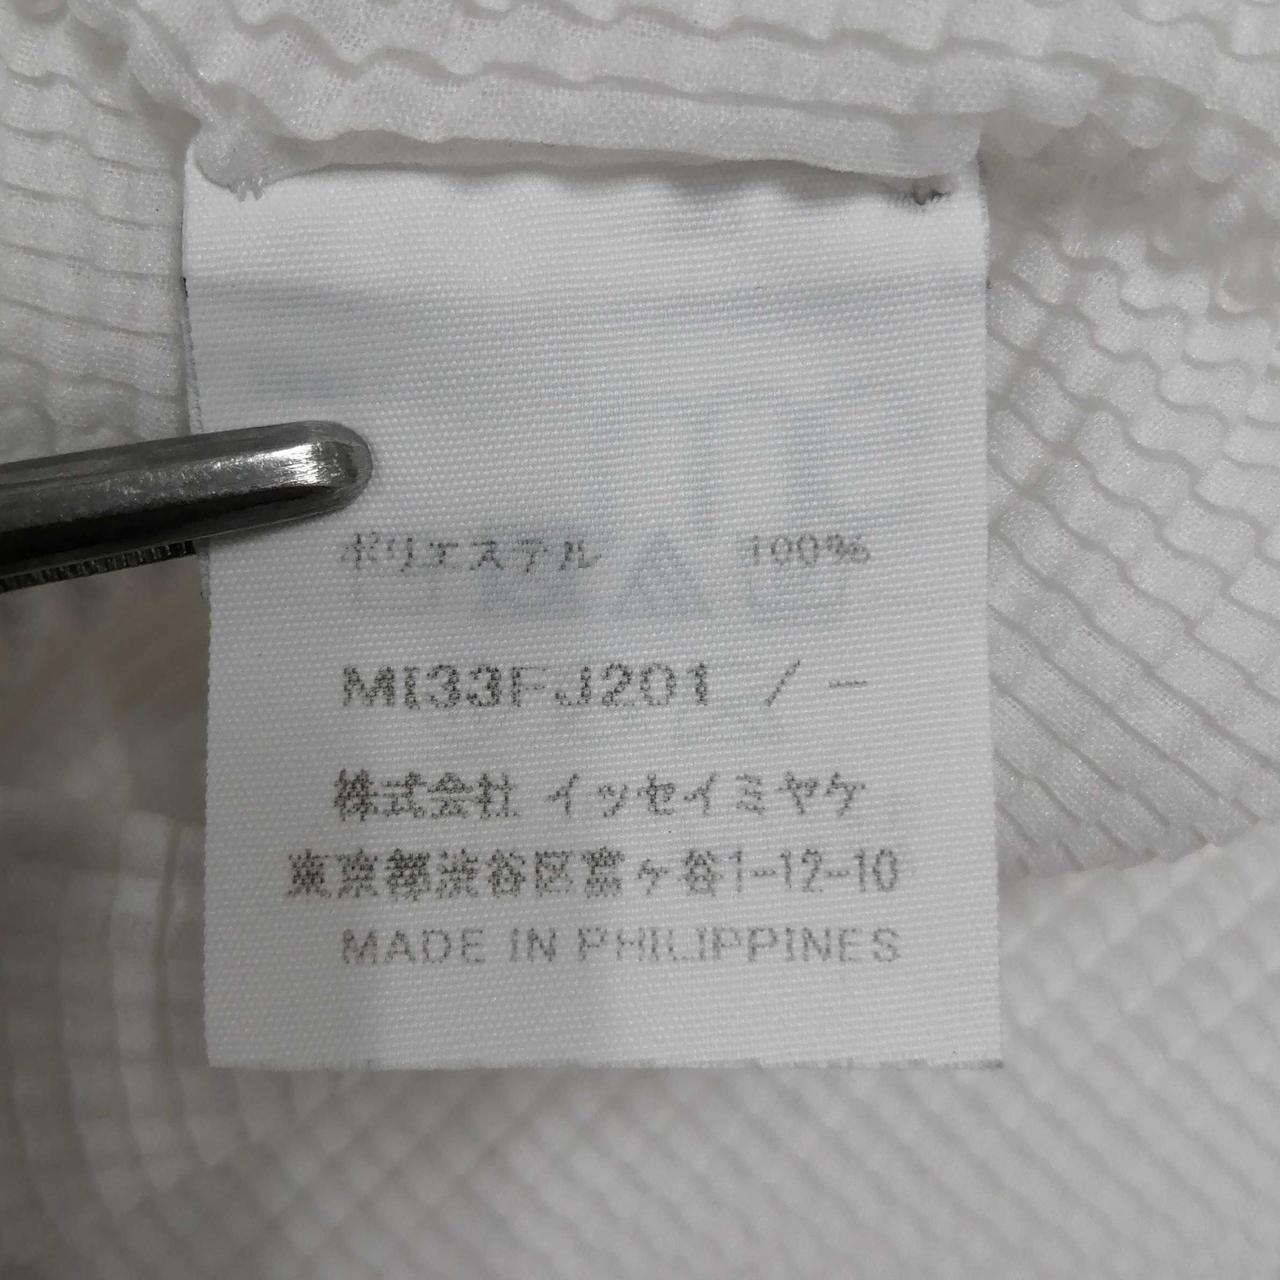 ポリエステル 100%
MI33FJ201 / -
株式会社 イッセイミヤケ
東京都渋谷区富ヶ谷1-12-10
MADE IN PHILIPPINES